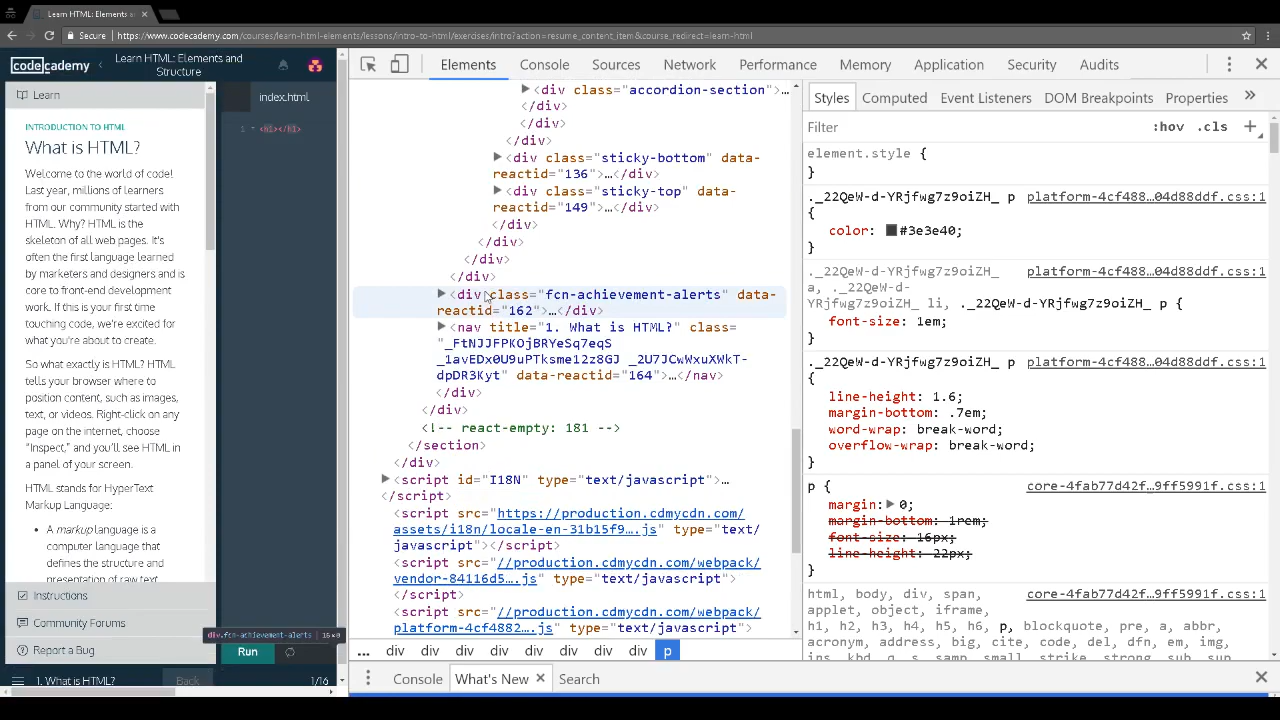 Learn HTML: Elements a
Secure
https://www.codecademy.com/courses/learn-html-elements/lessons/intro-to-html/exercises/intro?action=resume_content_item&course_redirect=learn-html
codecademy
Learn HTML: Elements and
Structure
Learn
INTRODUCTION TO HTML
What is HTML?
Welcome to the world of code!
Last year, millions of learners
from our community started with
HTML. Why? HTML is the
skeleton of all web pages. It's
often the first language learned
by marketers and designers and is
core to front-end development
work. If this is your first time
touching code, we're excited for
what you're about to create.
So what exactly is HTML? HTML
tells your browser where to
position content, such as images,
text, or videos. Right-click on any
page on the internet, choose
“Inspect,” and you'll see HTML in
a panel of your screen.
HTML stands for HyperText
Markup Language:
• A markup language is a
computer language that
defines the structure and
presentation of raw text.
Instructions
Community Forums
Report a Bug
1. What is HTML?
Back
index.html
1 <h1></h1>
div.fcn-achievement-alerts | 16×0
Run
1/16
Elements Console Sources Network Performance Memory Application Security Audits
<div class="accordion-section">…
</div>
</div>
</div>
<div class="sticky-bottom" data-
reactid="136">…</div>
<div class="sticky-top" data-
reactid="149">…</div>
</div>
</div>
</div>
</div>
<div class="fcn-achievement-alerts" data-
reactid="162">…</div>
<nav title="1. What is HTML?" class=
"_FtNJJFPKOjBRYeSq7eqS
_1avEDx0U9uPTksme12z8GJ _2U7JCwWxuXWkT-
dpDR3Kyt" data-reactid="164">…</nav>
</div>
</div>
<!-- react-empty: 181 -->
</section>
</div>
<script id="I18N" type="text/javascript">…
</script>
<script src="https://production.cdmycdn.com/
assets/i18n/locale-en-31b15f9….js" type="text/
javascript"></script>
<script src="//production.cdmycdn.com/webpack/
vendor-84116d5….js" type="text/javascript">
</script>
<script src="//production.cdmycdn.com/webpack/
platform-4cf4882….js" type="text/javascript">
… div div div div div div div div p
Console What's New Search
Styles Computed Event Listeners DOM Breakpoints Properties »
Filter :hov .cls +
element.style {
}
._22QeW-d-YRjfwg7z9oiZH_ p platform-4cf488…04d88ddf.css:1
{
color: #3e3e40;
}
._22QeW-d-YRjfwg7z9oiZH_ platform-4cf488…04d88ddf.css:1
a, ._22QeW-d-
YRjfwg7z9oiZH_ li, ._22QeW-d-YRjfwg7z9oiZH_ p {
font-size: 1em;
}
._22QeW-d-YRjfwg7z9oiZH_ p platform-4cf488…04d88ddf.css:1
{
line-height: 1.6;
margin-bottom: .7em;
word-wrap: break-word;
overflow-wrap: break-word;
}
p { core-4fab77d42f…9ff5991f.css:1
margin: 0;
margin-bottom: 1rem;
font-size: 16px;
line-height: 22px;
}
html, body, div, span, core-4fab77d42f…9ff5991f.css:1
applet, object, iframe,
h1, h2, h3, h4, h5, h6, p, blockquote, pre, a, abbr,
acronym, address, big, cite, code, del, dfn, em, img,
ins, kbd, q, s, samp, small, strike, strong, sub, sup,